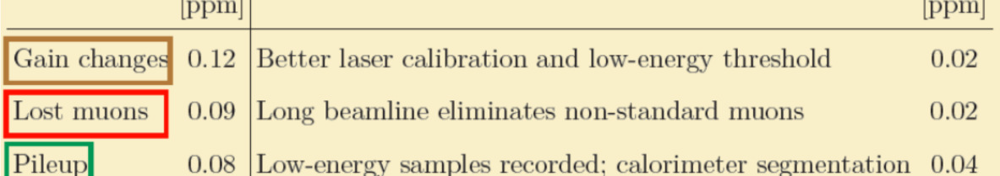 [ppm] [ppm]
Gain changes 0.12 Better laser calibration and low-energy threshold 0.02
Lost muons 0.09 Long beamline eliminates non-standard muons 0.02
Pileup 0.08 Low-energy samples recorded; calorimeter segmentation 0.04